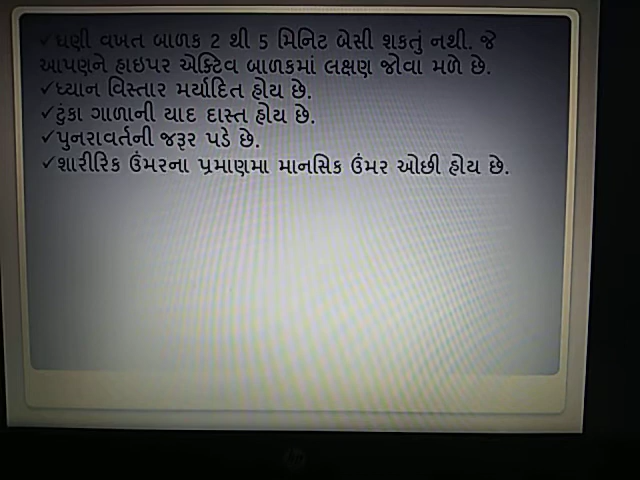 ✓ ઘણી વખત બાળક 2 થી 5 મિનિટ બેસી શકતું નથી. જે
આપણને હાઇપર એક્ટિવ બાળકમાં લક્ષણ જોવા મળે છે.
✓ધ્યાન વિસ્તાર મર્યાદિત હોય છે.
✓ટુંકા ગાળાની યાદ દાસ્ત હોય છે.
✓પુનરાવર્તની જરૂર પડે છે.
✓શારીરિક ઉંમરના પ્રમાણમા માનસિક ઉંમર ઓછી હોય છે.
hp